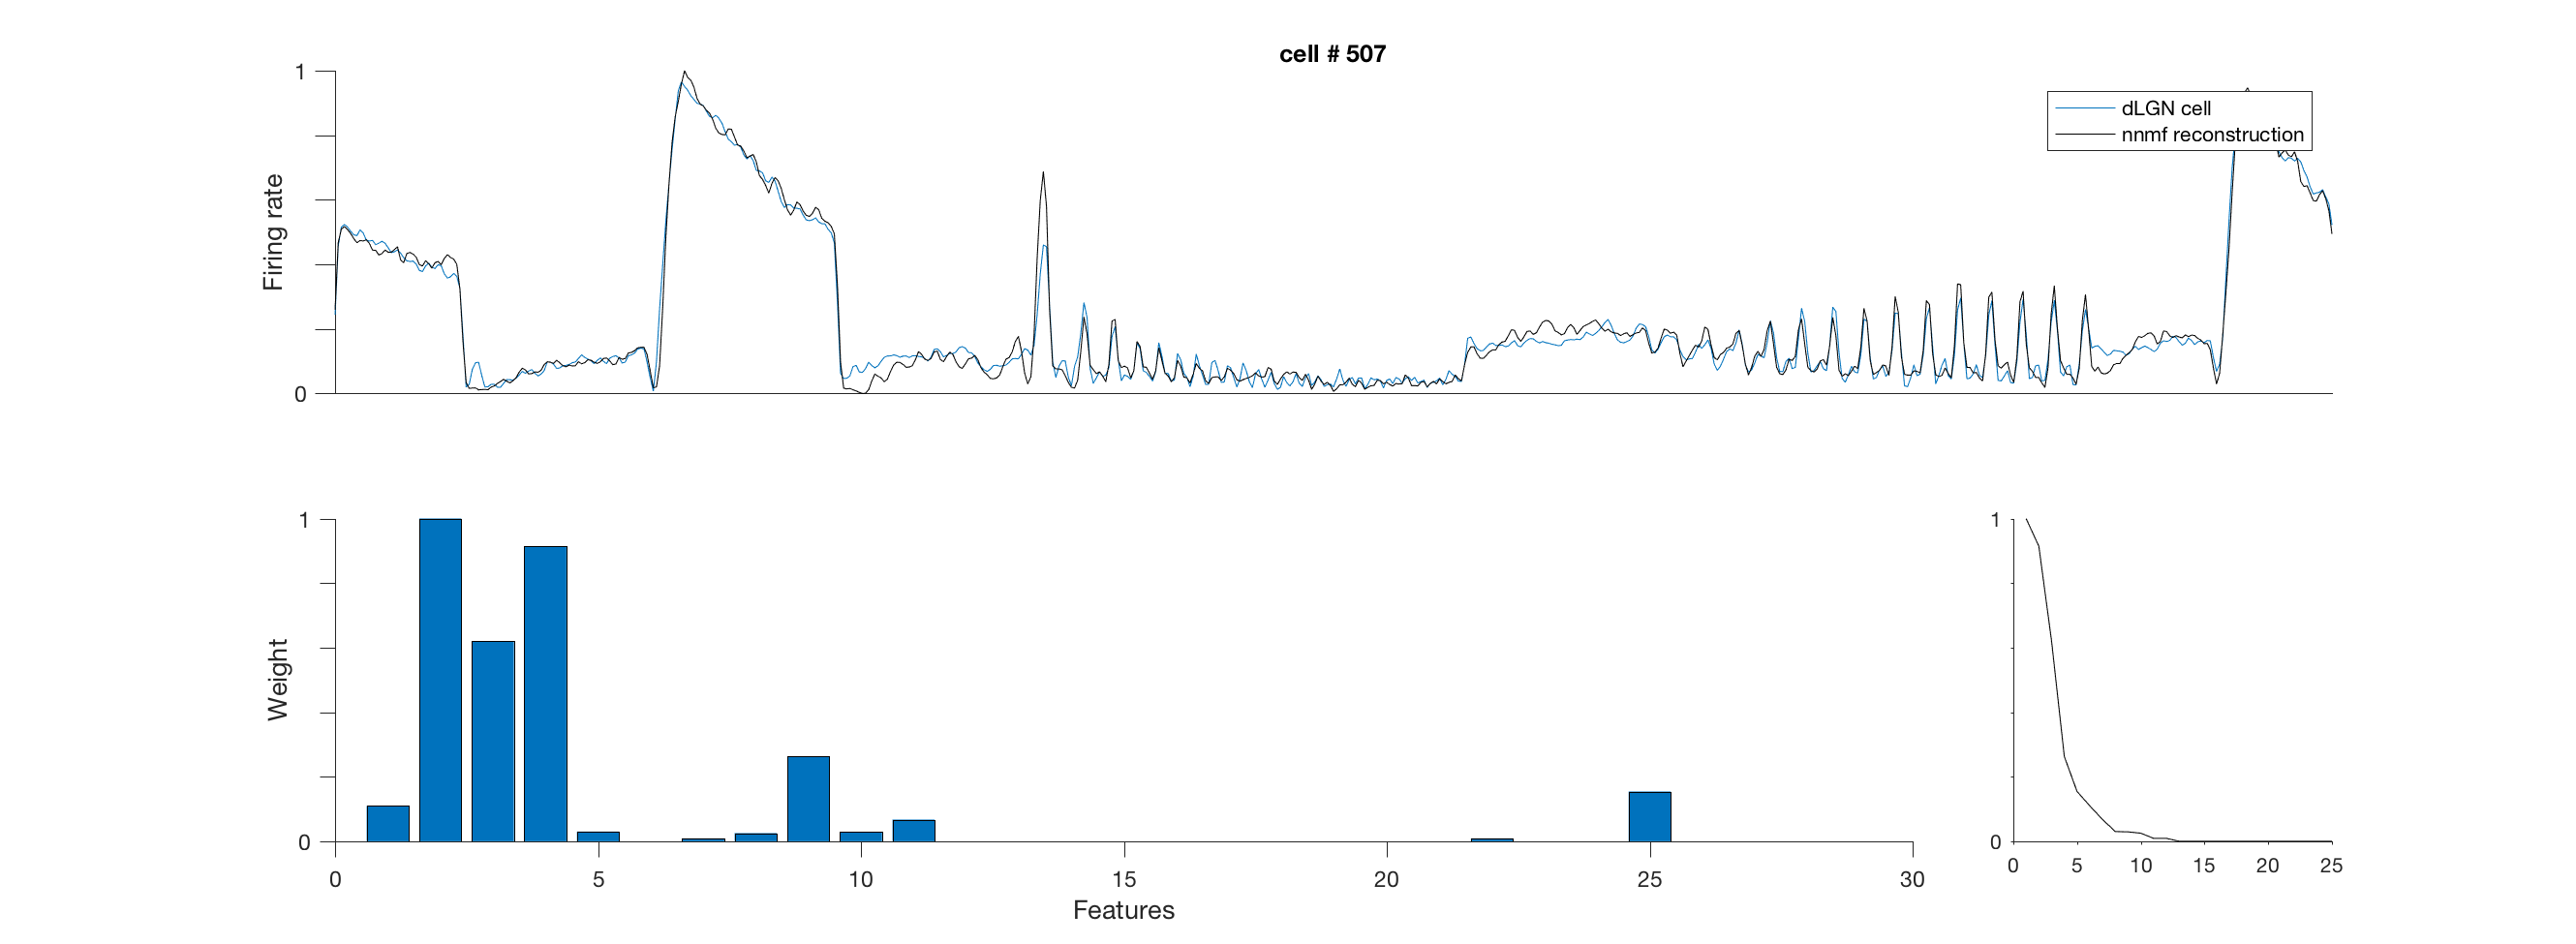 cell # 507
1
dLGN cell
nnmf reconstruction
Firing rate
0
1
Weight
0
0 5 10 15 20 25 30
Features
1
0
0 5 10 15 20 25